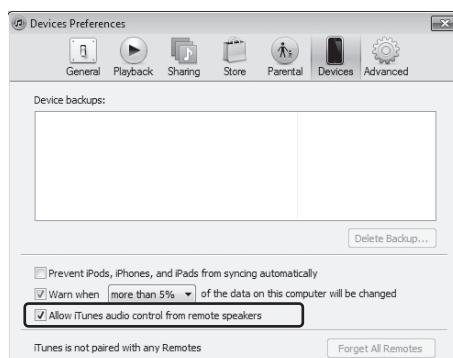 Devices Preferences
General Playback Sharing Store Parental Devices Advanced
Device backups:
Delete Backup...
Prevent iPods, iPhones, and iPads from syncing automatically
Warn when more than 5% of the data on this computer will be changed
Allow iTunes audio control from remote speakers
iTunes is not paired with any Remotes
Forget All Remotes